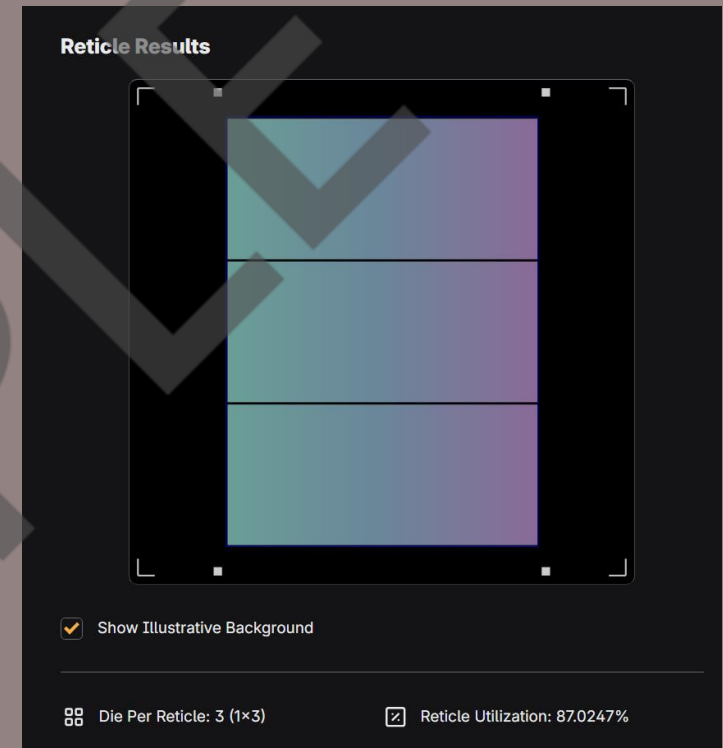 Reticle Results
Show Illustrative Background
Die Per Reticle: 3 (1×3)
Reticle Utilization: 87.0247%